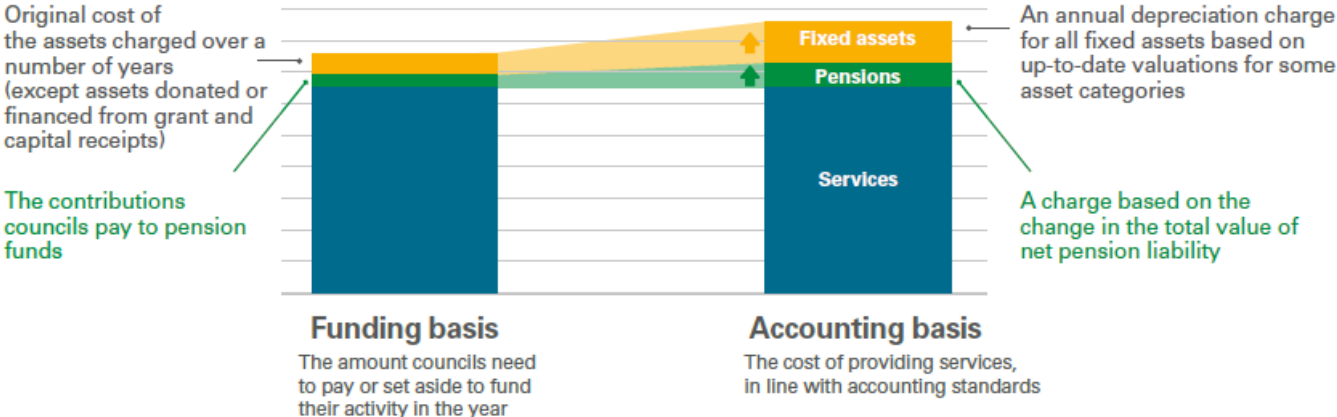 Original cost of
the assets charged over a
number of years
(except assets donated or
financed from grant and
capital receipts)
The contributions
councils pay to pension
funds
Fixed assets
Pensions
Services
An annual depreciation charge
for all fixed assets based on
up-to-date valuations for some
asset categories
A charge based on the
change in the total value of
net pension liability
Funding basis
The amount councils need
to pay or set aside to fund
their activity in the year
Accounting basis
The cost of providing services,
in line with accounting standards